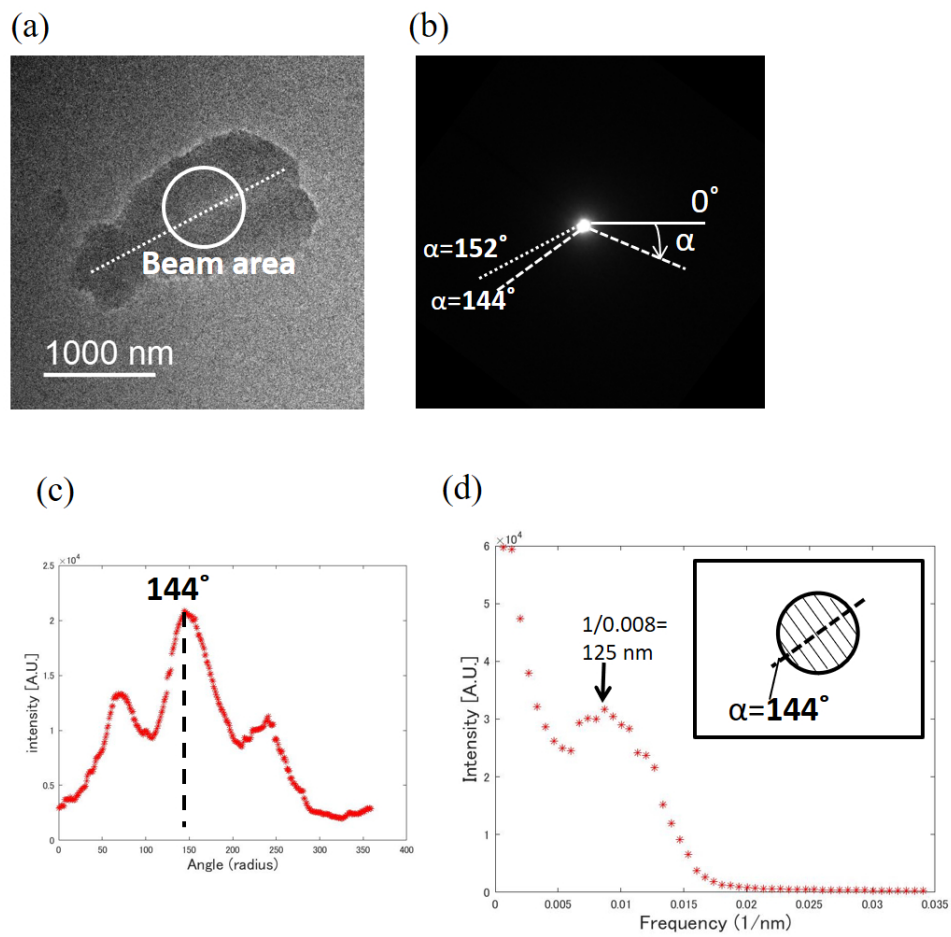 (a)
(b)
Beam area
1000 nm
0˚
α
α=152˚
α=144˚
(c)
(d)
×10⁴
2.5
2
1.5
1
0.5
0
intensity [A.U.]
144˚
0
50
100
150
200
250
300
350
400
Angle (radius)
×10⁴
6
5
4
3
2
1
0
Intensity [A.U.]
1/0.008=
125 nm
α=144˚
0
0.005
0.01
0.015
0.02
0.025
0.03
0.035
Frequency (1/nm)